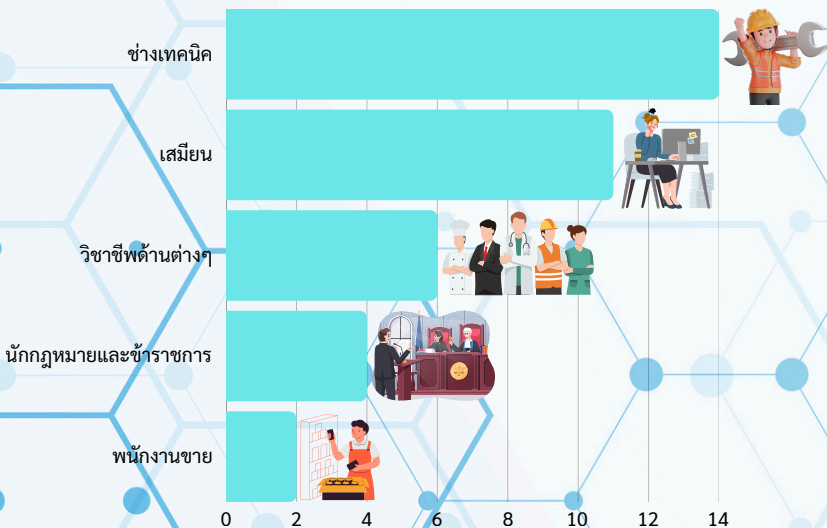 ช่างเทคนิค
เสมียน
วิชาชีพด้านต่างๆ
นักกฎหมายและข้าราชการ
พนักงานขาย
0 2 4 6 8 10 12 14